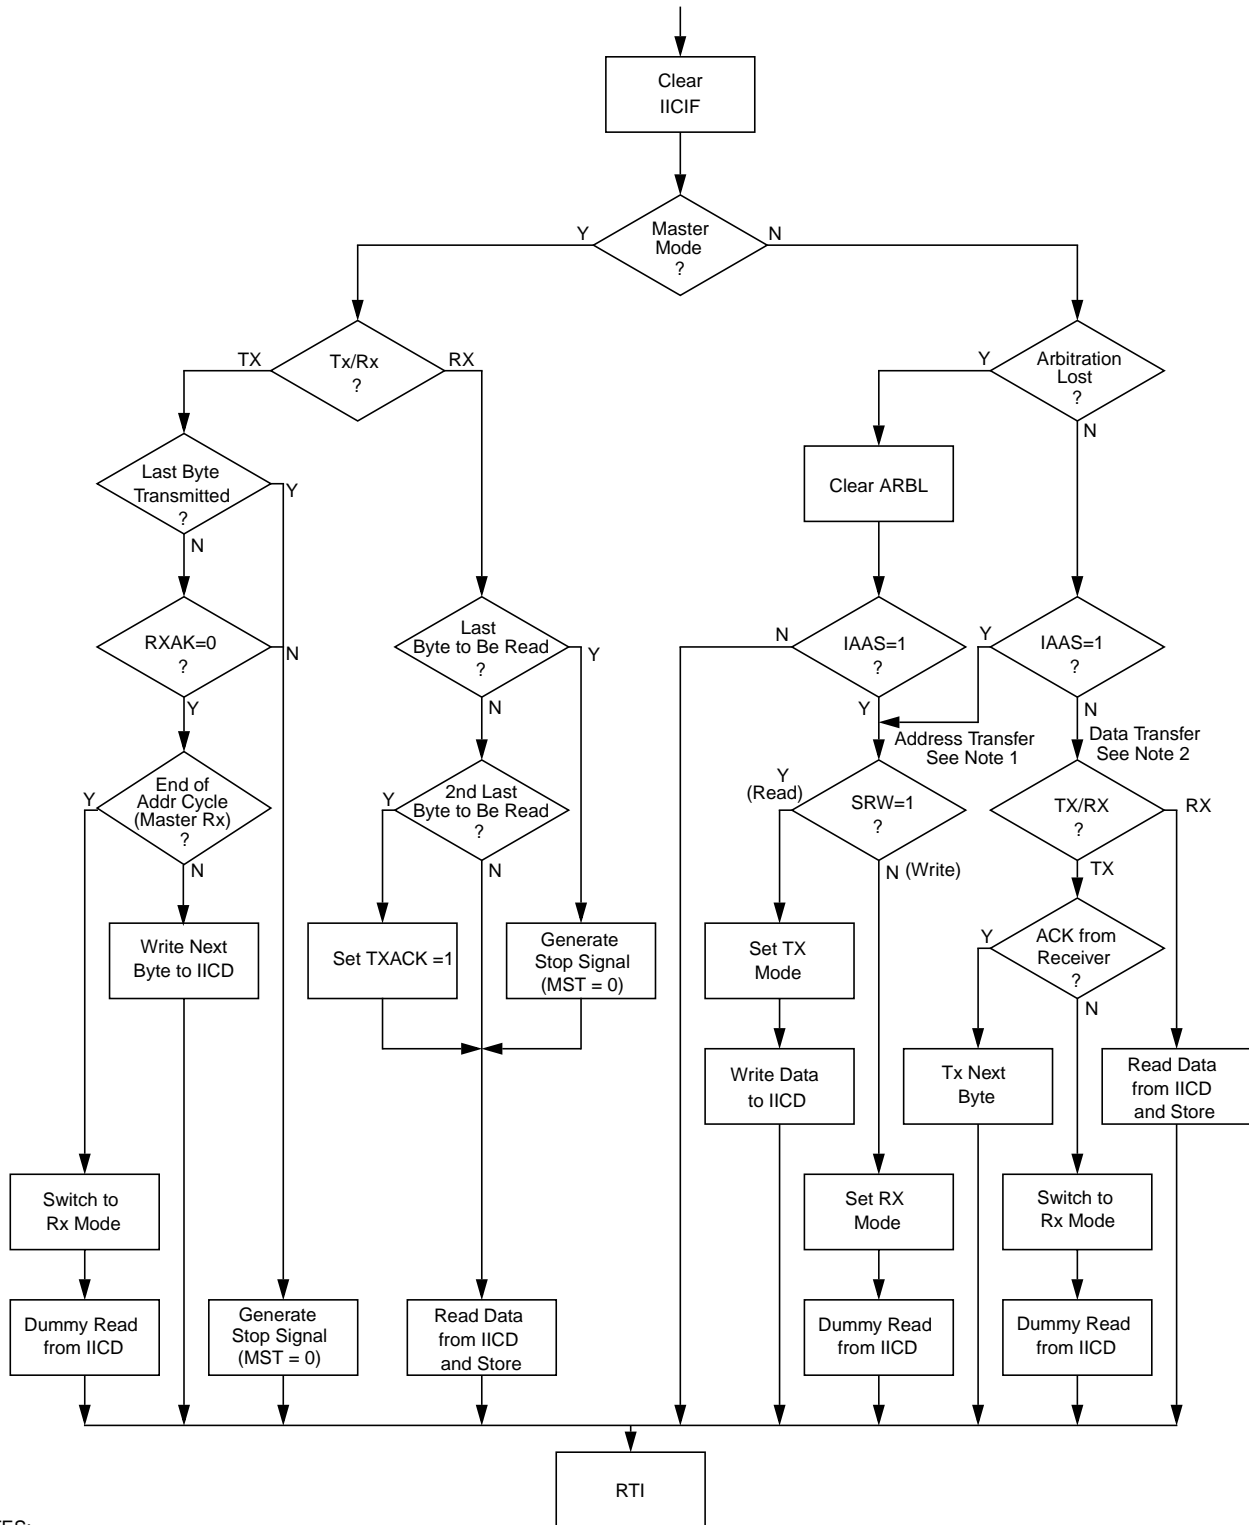 Clear
IICIF
Master
Mode
?
Y
N
Tx/Rx
?
TX
RX
Arbitration
Lost
?
Y
N
Last Byte
Transmitted
?
Y
N
Clear ARBL
RXAK=0
?
N
Y
Last
Byte to Be Read
?
Y
N
IAAS=1
?
N
Y
IAAS=1
?
Y
N
Address Transfer
See Note 1
Data Transfer
See Note 2
End of
Addr Cycle
(Master Rx)
?
Y
N
2nd Last
Byte to Be Read
?
Y
N
Y
(Read)
SRW=1
?
N (Write)
TX/RX
?
RX
TX
Write Next
Byte to IICD
Set TXACK =1
Generate
Stop Signal
(MST = 0)
Set TX
Mode
ACK from
Receiver
?
Y
N
Write Data
to IICD
Tx Next
Byte
Read Data
from IICD
and Store
Switch to
Rx Mode
Set RX
Mode
Switch to
Rx Mode
Dummy Read
from IICD
Generate
Stop Signal
(MST = 0)
Read Data
from IICD
and Store
Dummy Read
from IICD
Dummy Read
from IICD
RTI